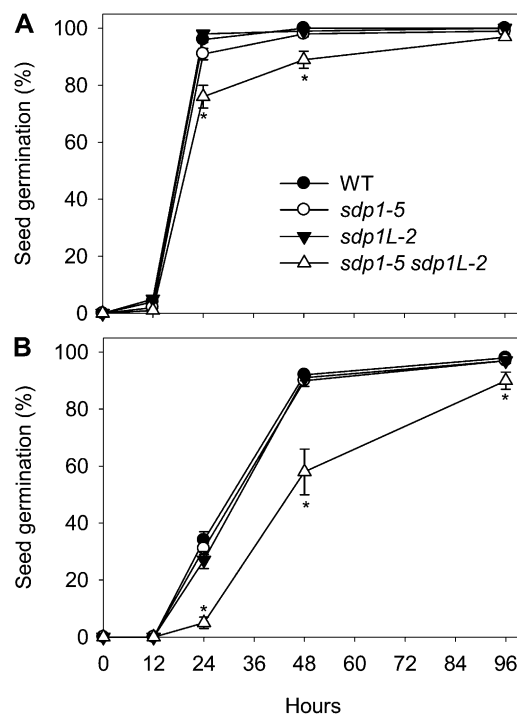 A
100
80
60
40
20
0
Seed germination (%)
*
*
WT
sdp1-5
sdp1L-2
sdp1-5 sdp1L-2
B
100
80
60
40
20
0
Seed germination (%)
*
*
*
0 12 24 36 48 60 72 84 96
Hours